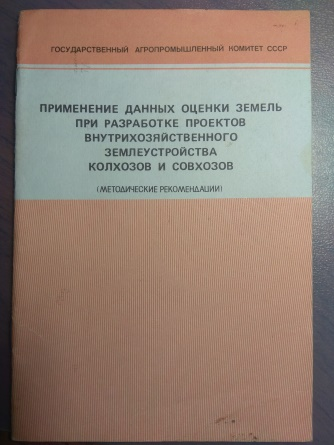 ГОСУДАРСТВЕННЫЙ АГРОПРОМЫШЛЕННЫЙ КОМИТЕТ СССР
ПРИМЕНЕНИЕ ДАННЫХ ОЦЕНКИ ЗЕМЕЛЬ
ПРИ РАЗРАБОТКЕ ПРОЕКТОВ
ВНУТРИХОЗЯЙСТВЕННОГО
ЗЕМЛЕУСТРОЙСТВА
КОЛХОЗОВ И СОВХОЗОВ
(МЕТОДИЧЕСКИЕ РЕКОМЕНДАЦИИ)